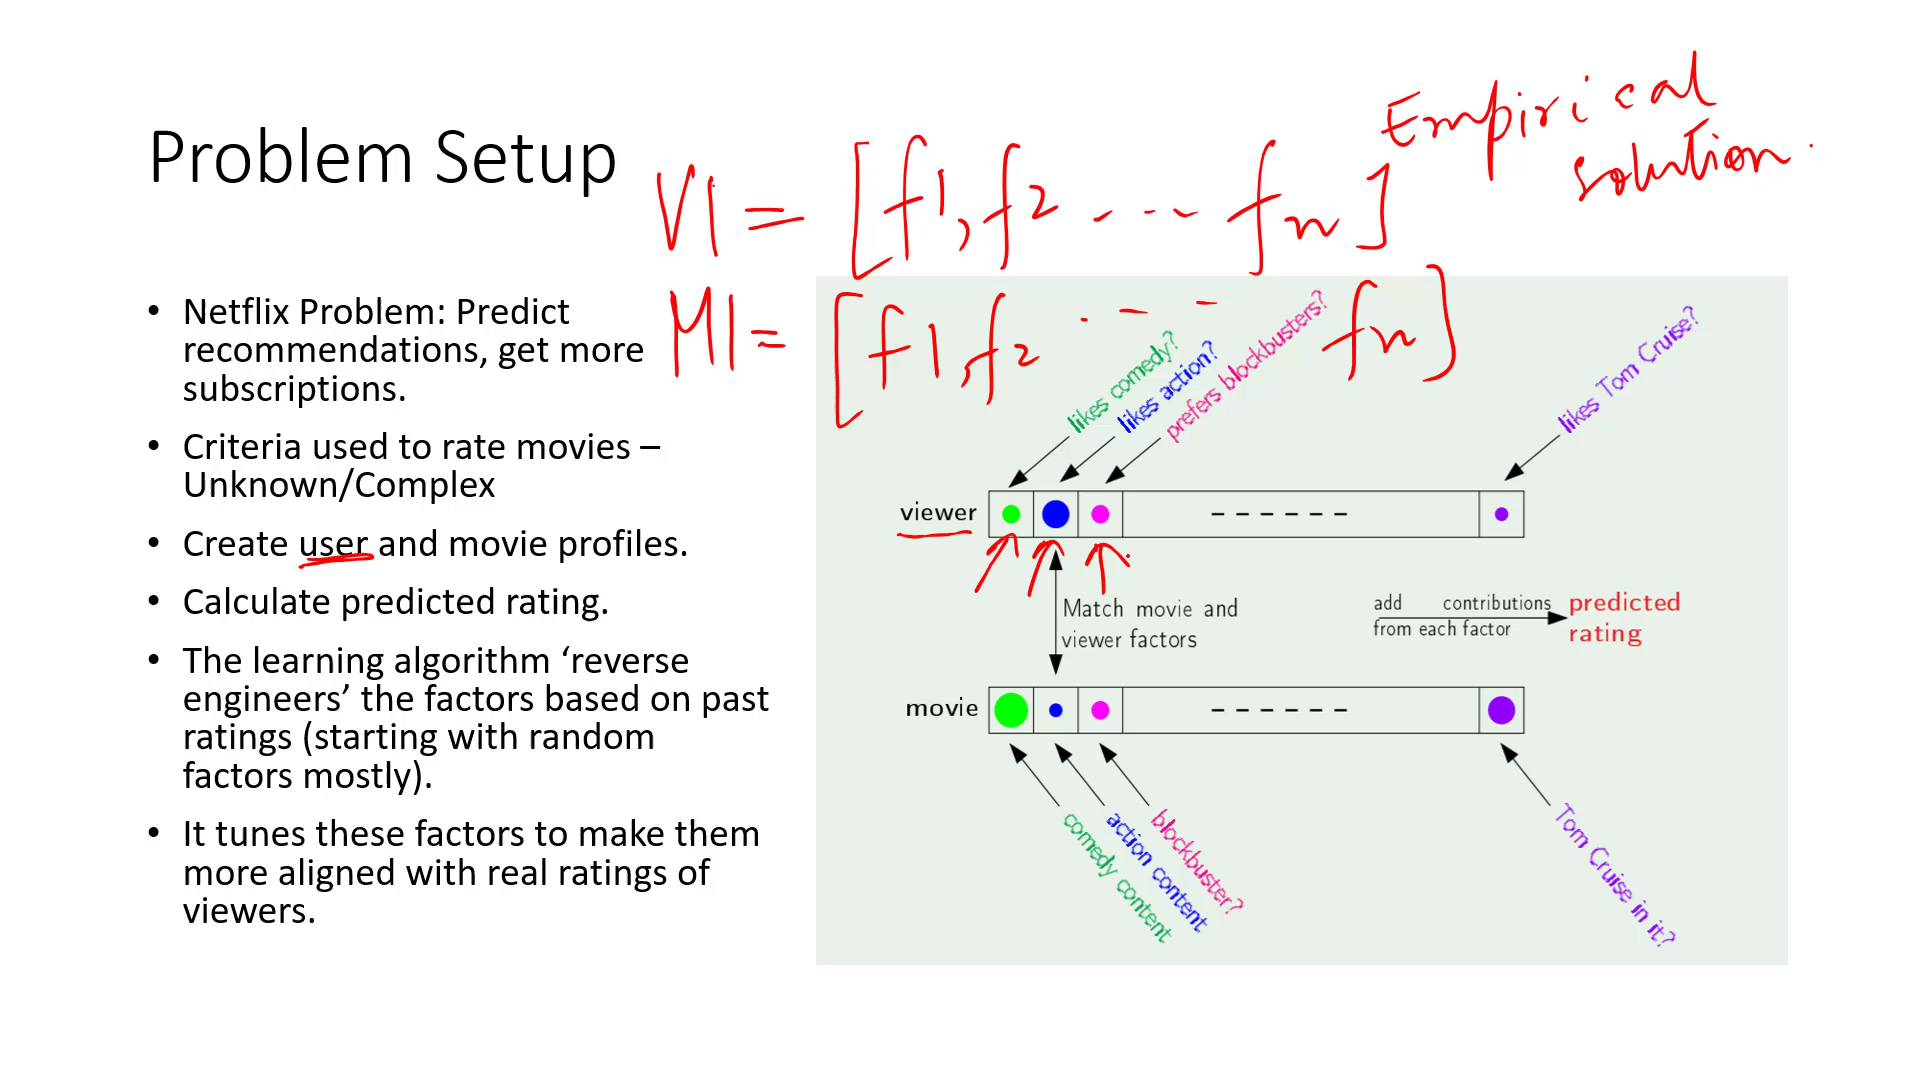 Problem Setup
Empirical
solution.
V1 = [f1, f2 ... fn]
M1 = [f1, f2 ... fn]
• Netflix Problem: Predict
recommendations, get more
subscriptions.
• Criteria used to rate movies –
Unknown/Complex
• Create user and movie profiles.
• Calculate predicted rating.
• The learning algorithm ‘reverse
engineers’ the factors based on past
ratings (starting with random
factors mostly).
• It tunes these factors to make them
more aligned with real ratings of
viewers.
likes comedy?
likes action?
prefers blockbusters?
likes Tom Cruise?
viewer
Match movie and
viewer factors
add contributions
from each factor
predicted
rating
movie
comedy content
action content
blockbuster?
Tom Cruise in it?